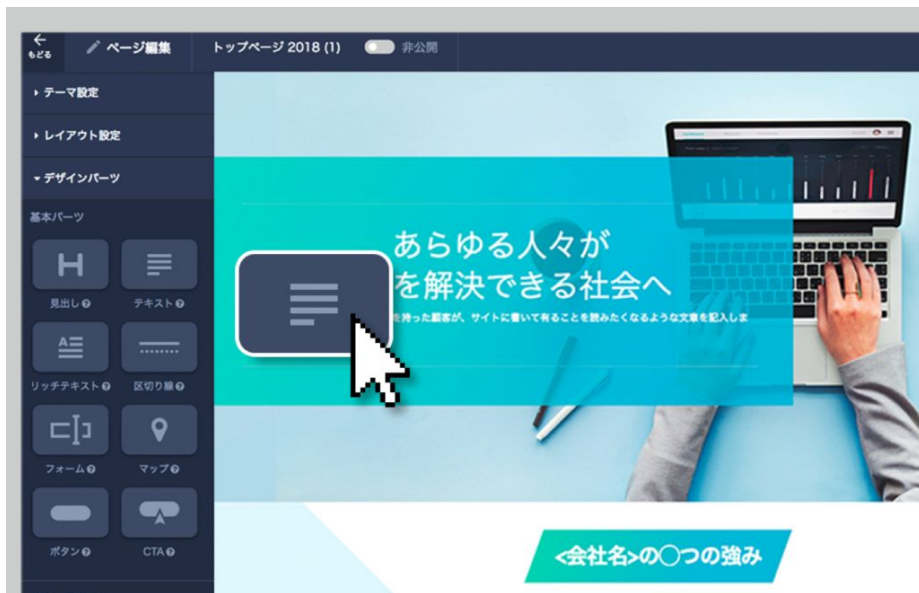 もどる
ページ編集
トップページ 2018 (1)
非公開
テーマ設定
レイアウト設定
デザインパーツ
基本パーツ
見出し
テキスト
リッチテキスト
区切り線
フォーム
マップ
ボタン
CTA
あらゆる人々が
を解決できる社会へ
を持った顧客が、サイトに書いて有ることを読みたくなるような文章を記入しま
<会社名>の◯つの強み